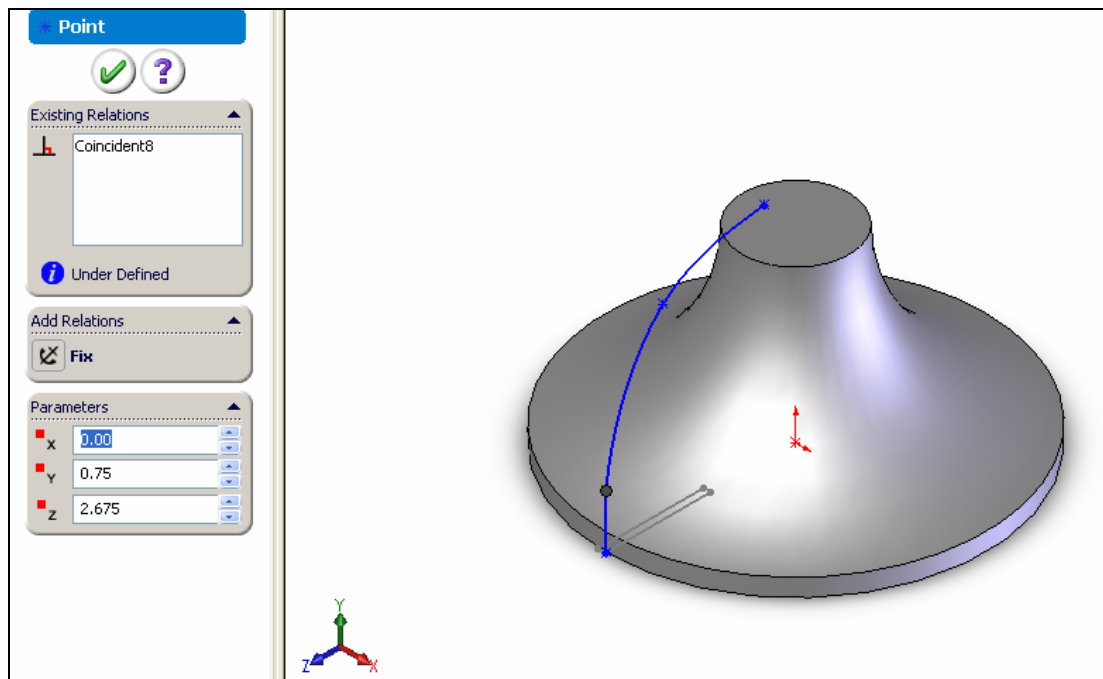 Point
?
Existing Relations
Coincident8
i Under Defined
Add Relations
Fix
Parameters
X 0.00
Y 0.75
Z 2.675
Y
Z X